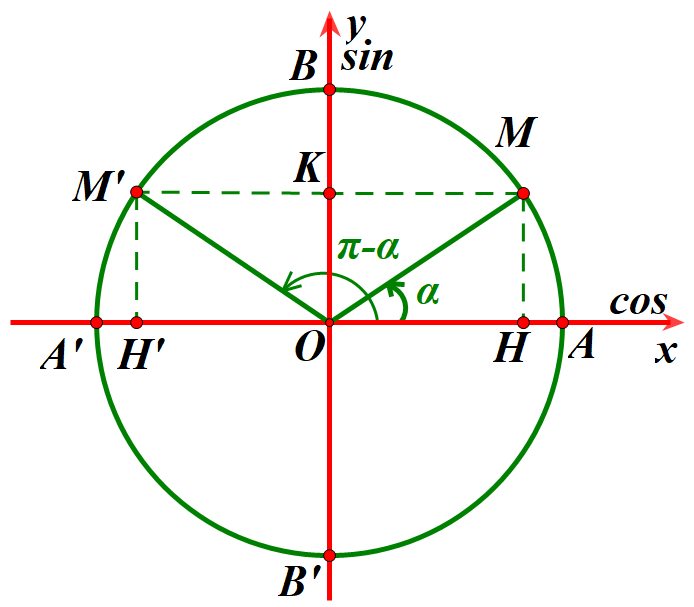 y
B sin
M
M' K
π-α
α
cos
A' H' O H A x
B'